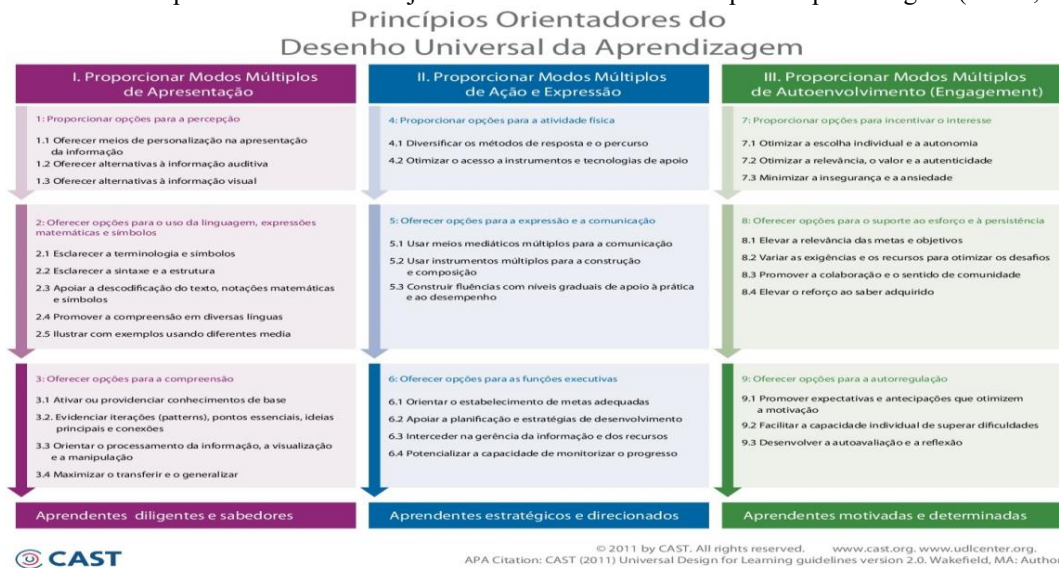 Princípios Orientadores do
Desenho Universal da Aprendizagem
I. Proporcionar Modos Múltiplos
de Apresentação
1: Proporcionar opções para a percepção
1.1 Oferecer meios de personalização na apresentação
da informação
1.2 Oferecer alternativas à informação auditiva
1.3 Oferecer alternativas à informação visual
2: Oferecer opções para o uso da linguagem, expressões
matemáticas e símbolos
2.1 Esclarecer a terminologia e símbolos
2.2 Esclarecer a sintaxe e a estrutura
2.3 Apoiar a descodificação do texto, notações matemáticas
e símbolos
2.4 Promover a compreensão em diversas línguas
2.5 Ilustrar com exemplos usando diferentes media
3: Oferecer opções para a compreensão
3.1 Ativar ou providenciar conhecimentos de base
3.2. Evidenciar iterações (patterns), pontos essenciais, ideias
principais e conexões
3.3 Orientar o processamento da informação, a visualização
e a manipulação
3.4 Maximizar o transferir e o generalizar
Aprendentes diligentes e sabedores
II. Proporcionar Modos Múltiplos
de Ação e Expressão
4: Proporcionar opções para a atividade física
4.1 Diversificar os métodos de resposta e o percurso
4.2 Otimizar o acesso a instrumentos e tecnologias de apoio
5: Oferecer opções para a expressão e a comunicação
5.1 Usar meios mediáticos múltiplos para a comunicação
5.2 Usar instrumentos múltiplos para a construção
e composição
5.3 Construir fluências com níveis graduais de apoio à prática
e ao desempenho
6: Oferecer opções para as funções executivas
6.1 Orientar o estabelecimento de metas adequadas
6.2 Apoiar a planificação e estratégias de desenvolvimento
6.3 Interceder na gerência da informação e dos recursos
6.4 Potencializar a capacidade de monitorizar o progresso
Aprendentes estratégicos e direcionados
III. Proporcionar Modos Múltiplos
de Autoenvolvimento (Engagement)
7: Proporcionar opções para incentivar o interesse
7.1 Otimizar a escolha individual e a autonomia
7.2 Otimizar a relevância, o valor e a autenticidade
7.3 Minimizar a insegurança e a ansiedade
8: Oferecer opções para o suporte ao esforço e à persistência
8.1 Elevar a relevância das metas e objetivos
8.2 Variar as exigências e os recursos para otimizar os desafios
8.3 Promover a colaboração e o sentido de comunidade
8.4 Elevar o reforço ao saber adquirido
9: Oferecer opções para a autorregulação
9.1 Promover expectativas e antecipações que otimizem
a motivação
9.2 Facilitar a capacidade individual de superar dificuldades
9.3 Desenvolver a autoavaliação e a reflexão
Aprendentes motivadas e determinadas
CAST
© 2011 by CAST. All rights reserved. www.cast.org. www.udlcenter.org.
APA Citation: CAST (2011) Universal Design for Learning guidelines version 2.0. Wakefield, MA: Author